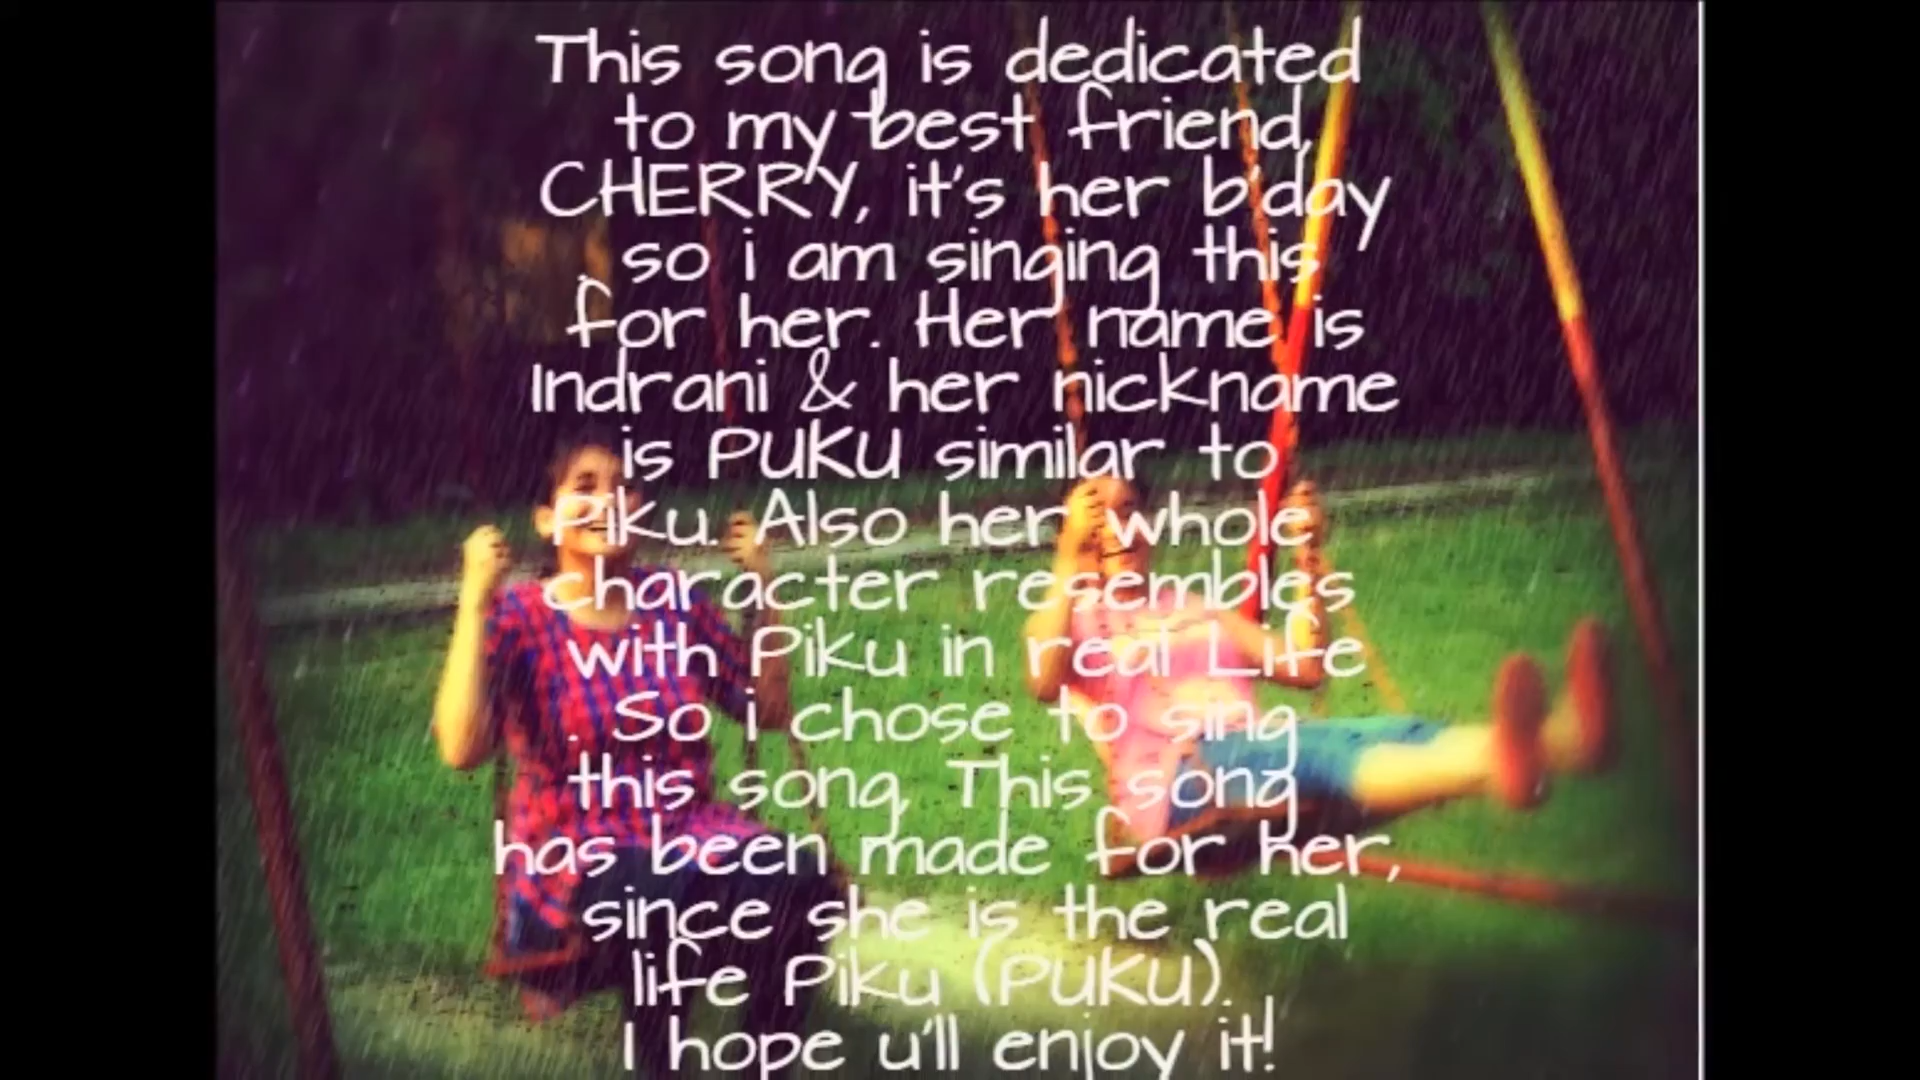 This song is dedicated
to my best friend,
CHERRY, it's her b'day
. so i am singing this
for her. Her name is
Indrani & her nickname
is PUKU similar to
Piku. Also her whole
character resembles
with Piku in real Life
. So i chose to sing
this song, This song
has been made for her,
since she is the real
life Piku (PUKU).
I hope u'll enjoy it!